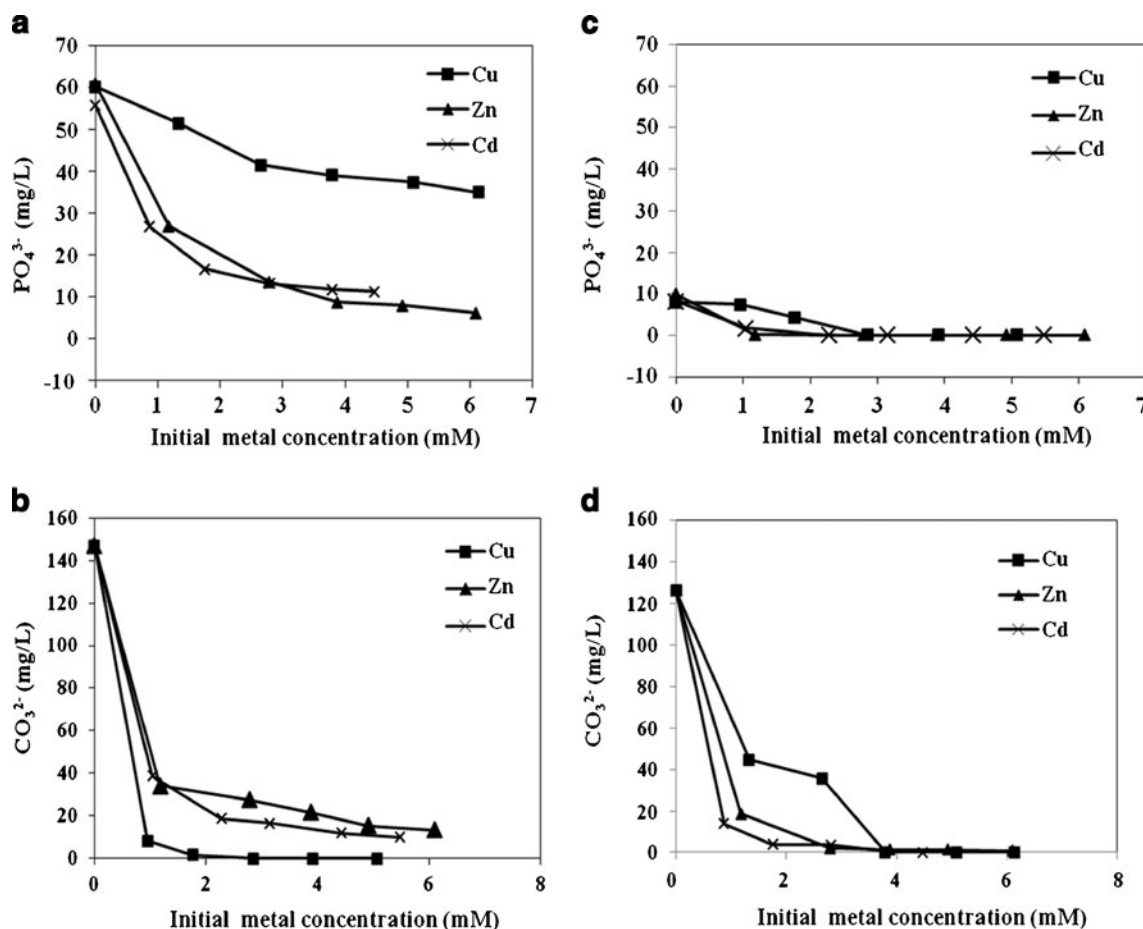 a
70
60
50
40
30
20
10
0
-10
PO₄³⁻ (mg/L)
Cu
Zn
Cd
0 1 2 3 4 5 6 7
Initial metal concentration (mM)
c
70
60
50
40
30
20
10
0
-10
PO₄³⁻ (mg/L)
Cu
Zn
Cd
0 1 2 3 4 5 6 7
Initial metal concentration (mM)
b
160
140
120
100
80
60
40
20
0
CO₃²⁻ (mg/L)
Cu
Zn
Cd
0 2 4 6 8
Initial metal concentration (mM)
d
160
140
120
100
80
60
40
20
0
CO₃²⁻ (mg/L)
Cu
Zn
Cd
0 2 4 6 8
Initial metal concentration (mM)